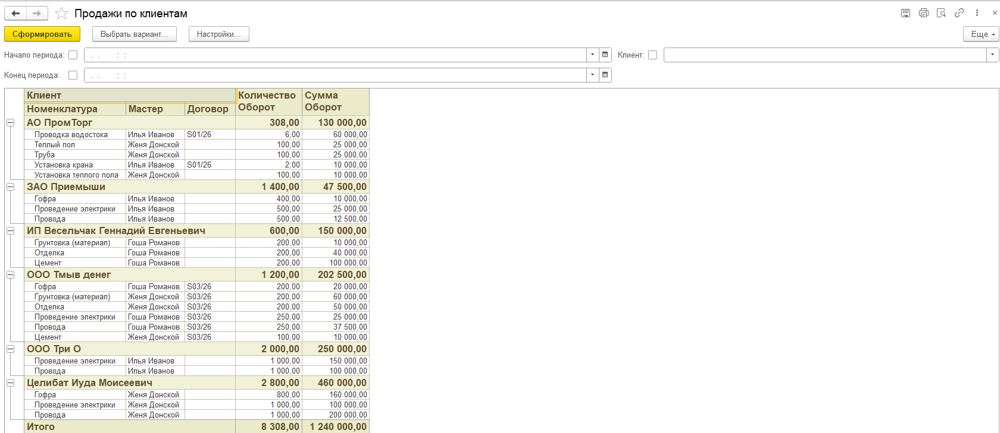 Продажи по клиентам
Сформировать Выбрать вариант... Настройки... Еще
Начало периода: . . : : Клиент:
Конец периода: . . : :
Клиент Количество Оборот Сумма Оборот
Номенклатура Мастер Договор
АО ПромТорг 308,00 130 000,00
Проводка водостока Илья Иванов S01/26 6,00 60 000,00
Теплый пол Женя Донской 100,00 25 000,00
Труба Женя Донской 100,00 25 000,00
Установка крана Илья Иванов S01/26 2,00 10 000,00
Установка теплого пола Женя Донской 100,00 10 000,00
ЗАО Приемыши 1 400,00 47 500,00
Гофра Илья Иванов 400,00 10 000,00
Проведение электрики Илья Иванов 500,00 25 000,00
Провода Илья Иванов 500,00 12 500,00
ИП Весельчак Геннадий Евгеньевич 600,00 150 000,00
Грунтовка (материал) Гоша Романов 200,00 10 000,00
Отделка Гоша Романов 200,00 40 000,00
Цемент Гоша Романов 200,00 100 000,00
ООО Тмыв денег 1 200,00 202 500,00
Гофра Гоша Романов S03/26 200,00 20 000,00
Грунтовка (материал) Женя Донской S03/26 200,00 60 000,00
Отделка Женя Донской S03/26 200,00 50 000,00
Проведение электрики Гоша Романов S03/26 250,00 25 000,00
Провода Гоша Романов S03/26 250,00 37 500,00
Цемент Женя Донской S03/26 100,00 10 000,00
ООО Три О 2 000,00 250 000,00
Проведение электрики Илья Иванов 1 000,00 150 000,00
Провода Илья Иванов 1 000,00 100 000,00
Целибат Иуда Моисеевич 2 800,00 460 000,00
Гофра Женя Донской 800,00 160 000,00
Проведение электрики Женя Донской 1 000,00 100 000,00
Провода Женя Донской 1 000,00 200 000,00
Итого 8 308,00 1 240 000,00